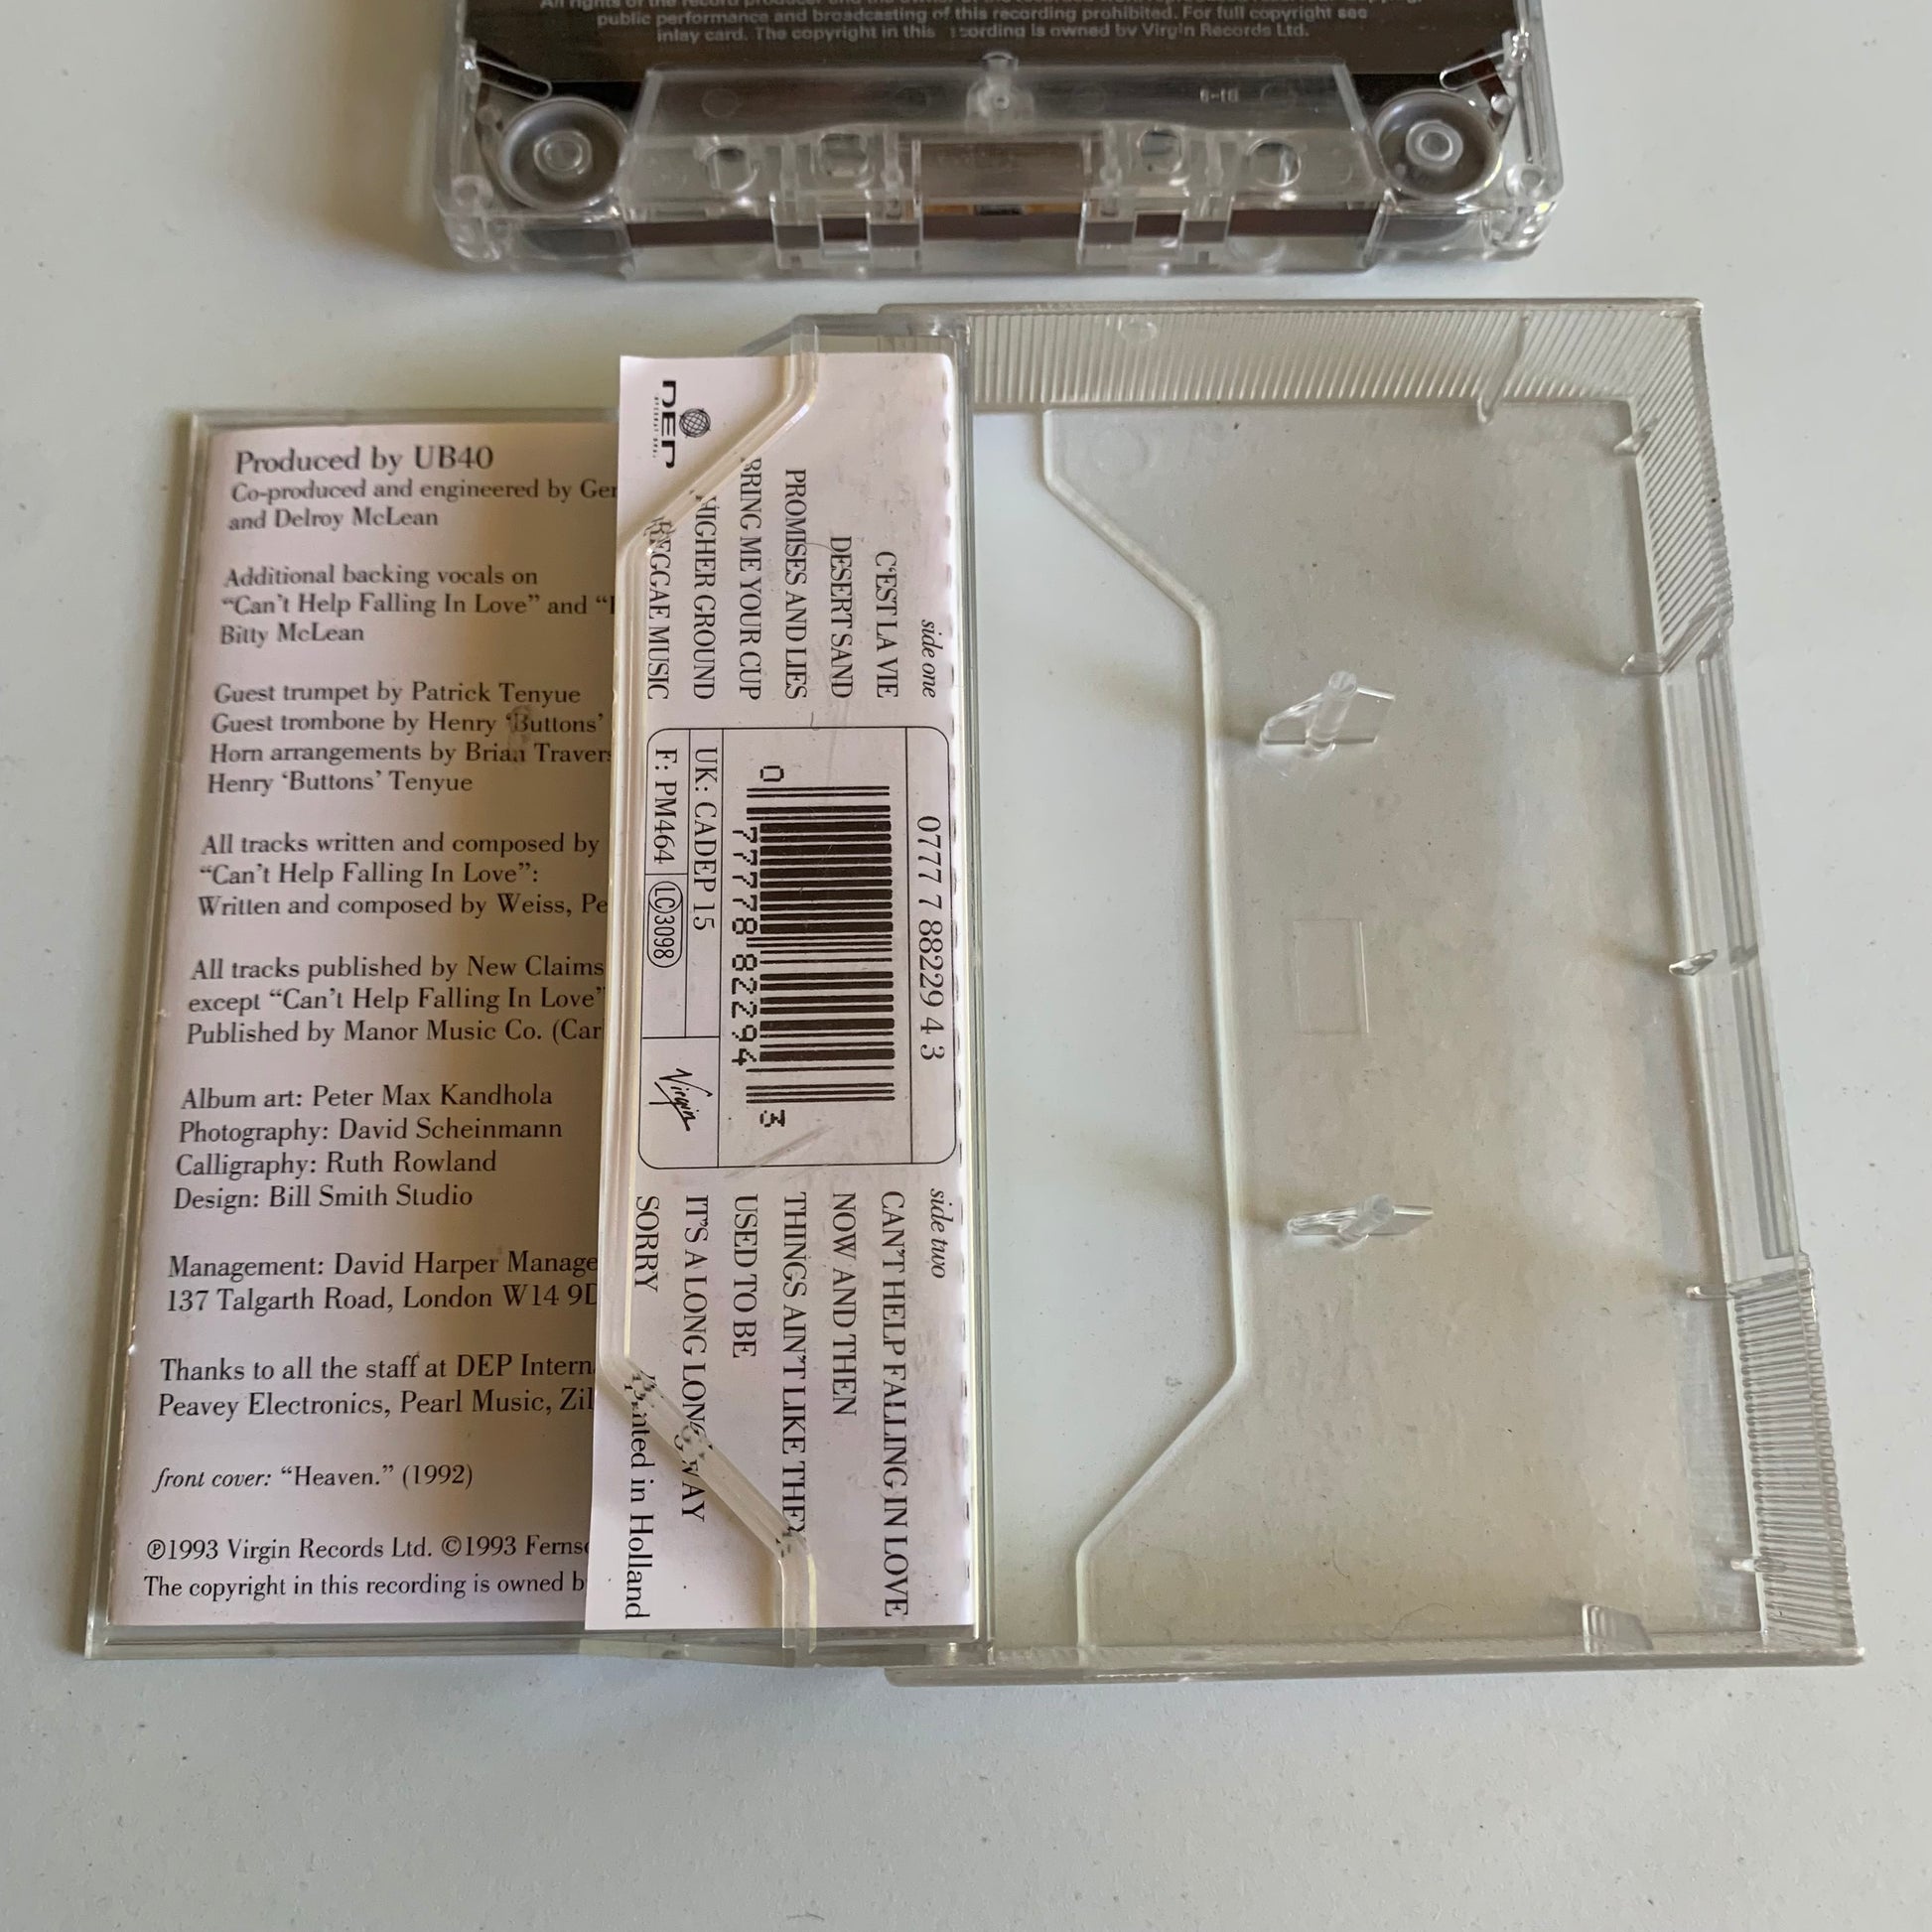 public performance and broadcasting of this recording prohibited. For full copyright see
inlay card. The copyright in this recording is owned by Virgin Records Ltd.
Produced by UB40
Co-produced and engineered by
and Delroy McLean
Additional backing vocals on
“Can’t Help Falling In Love” and
Bitty McLean
Guest trumpet by Patrick Tenyue
Guest trombone by Henry ‘Buttons’
Horn arrangements by Brian Travers
Henry ‘Buttons’ Tenyue
All tracks written and composed by
“Can’t Help Falling In Love”:
Written and composed by Weiss,
All tracks published by New Claims
except “Can’t Help Falling In Love”
Published by Manor Music Co.
Album art: Peter Max Kandhola
Photography: David Scheinmann
Calligraphy: Ruth Rowland
Design: Bill Smith Studio
Management: David Harper
137 Talgarth Road, London W14
Thanks to all the staff at DEP
Peavey Electronics, Pearl Music,
front cover: “Heaven.” (1992)
℗1993 Virgin Records Ltd. ©1993
The copyright in this recording is owned
DEP
side one
C'EST LA VIE
DESERT SAND
PROMISES AND LIES
BRING ME YOUR CUP
HIGHER GROUND
REGGAE MUSIC
0777 7 88229 4 3
0 77778 82294 3
UK: CADEP 15
F: PM464 LC 3098
Virgin
side two
CAN'T HELP FALLING IN LOVE
NOW AND THEN
THINGS AIN'T LIKE THEY
USED TO BE
IT'S A LONG LONG WAY
SORRY
Printed in Holland